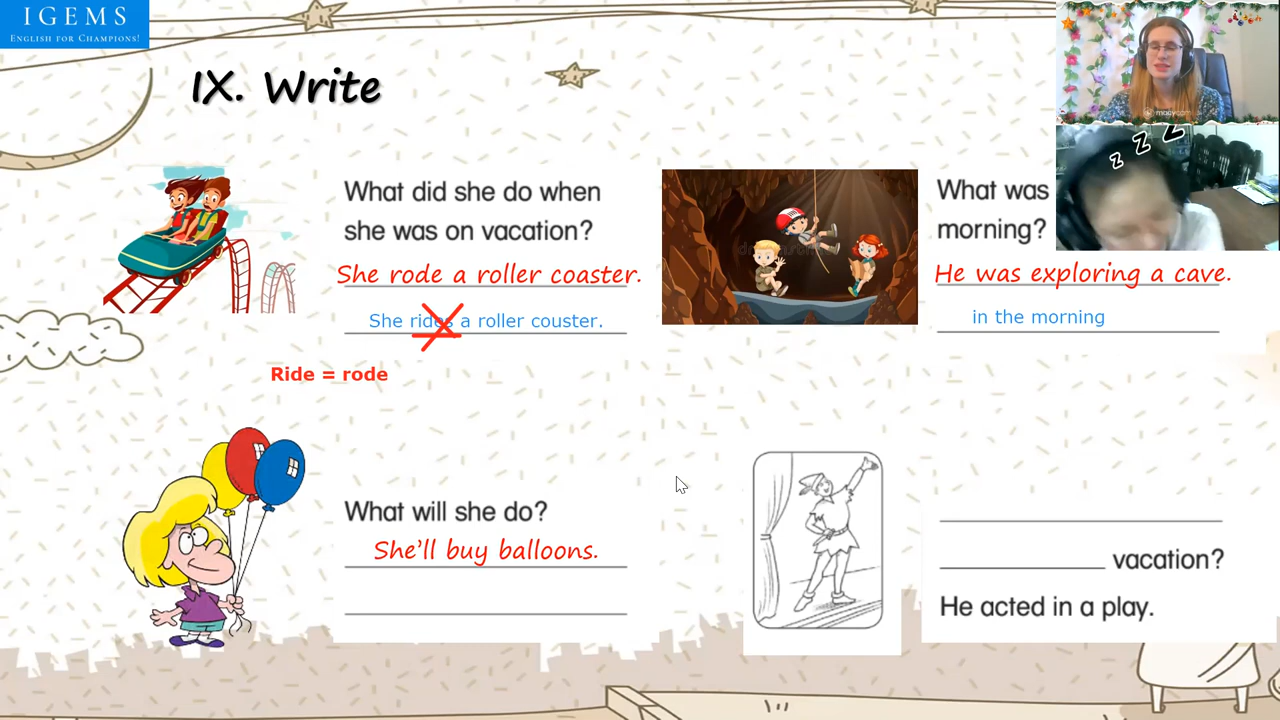 IGEMS
ENGLISH FOR CHAMPIONS!
IX. Write
What did she do when
she was on vacation?
She rode a roller coaster.
She rides a roller couster.
Ride = rode
What was
morning?
He was exploring a cave.
in the morning
What will she do?
She'll buy balloons.
vacation?
He acted in a play.
z z z